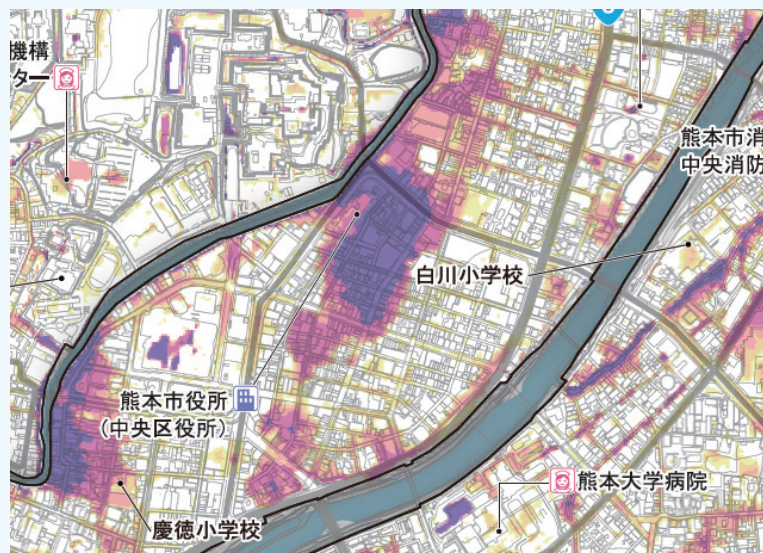 機構
ター
熊本市消
中央消防
白川小学校
熊本市役所
（中央区役所）
熊本大学病院
慶徳小学校